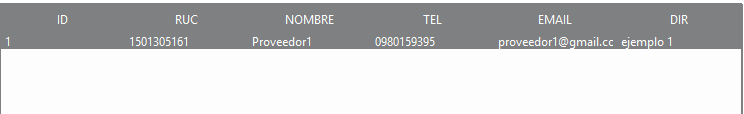 ID RUC NOMBRE TEL EMAIL DIR
1 1501305161 Proveedor1 0980159395 proveedor1@gmail.cc ejemplo 1